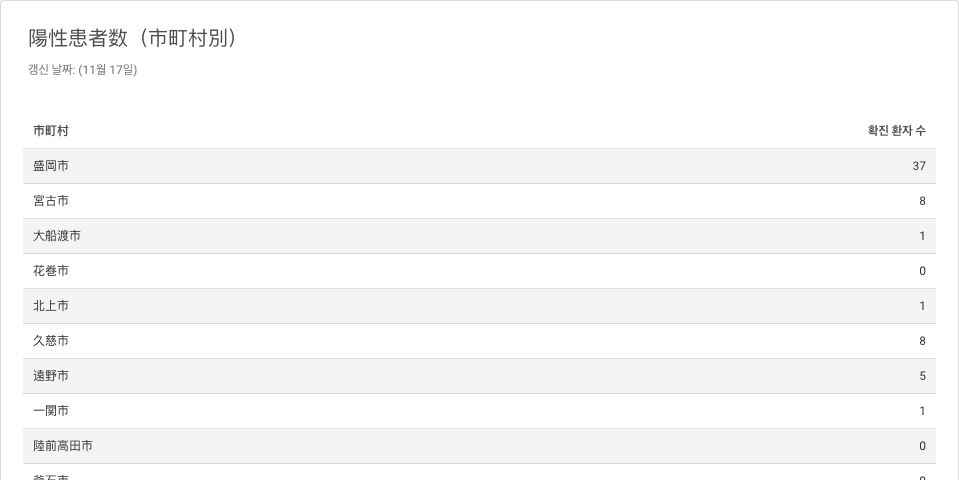 陽性患者数（市町村別）
갱신 날짜: (11월 17일)
市町村 확진 환자 수
盛岡市 37
宮古市 8
大船渡市 1
花巻市 0
北上市 1
久慈市 8
遠野市 5
一関市 1
陸前高田市 0